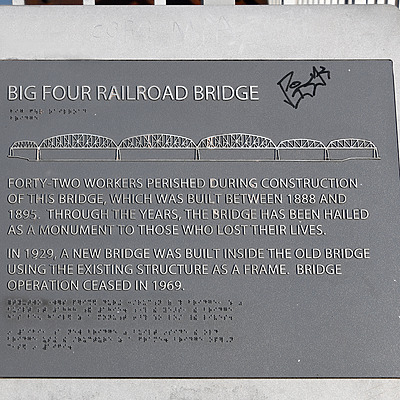 BIG FOUR RAILROAD BRIDGE
FORTY-TWO WORKERS PERISHED DURING CONSTRUCTION
OF THIS BRIDGE, WHICH WAS BUILT BETWEEN 1888 AND
1895. THROUGH THE YEARS, THE BRIDGE HAS BEEN HAILED
AS A MONUMENT TO THOSE WHO LOST THEIR LIVES.
IN 1929, A NEW BRIDGE WAS BUILT INSIDE THE OLD BRIDGE
USING THE EXISTING STRUCTURE AS A FRAME. BRIDGE
OPERATION CEASED IN 1969.